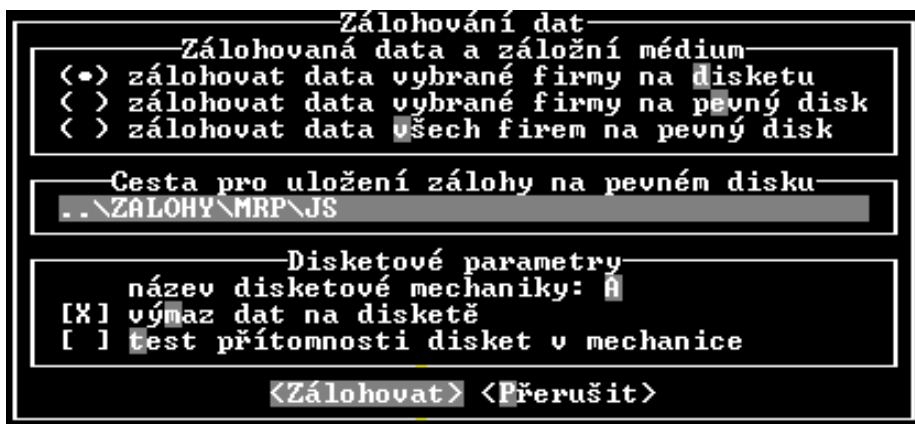 Zálohování dat
Zálohovaná data a záložní médium
(•) zálohovat data vybrané firmy na disketu
( ) zálohovat data vybrané firmy na pevný disk
( ) zálohovat data všech firem na pevný disk
Cesta pro uložení zálohy na pevném disku
..\ZALOHY\MRP\JS
Disketové parametry
název disketové mechaniky: A
[X] výmaz dat na disketě
[ ] test přítomnosti disket v mechanice
<Zálohovat> <Přerušit>